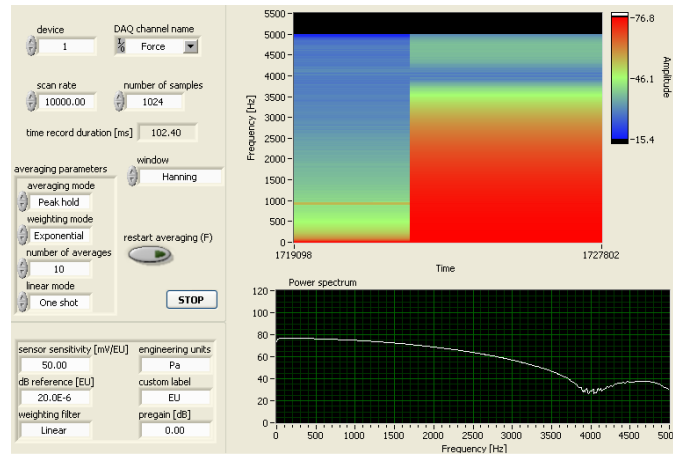 device
1
DAQ channel name
Force
scan rate
10000.00
number of samples
1024
time record duration [ms] 102.40
averaging parameters
averaging mode
Peak hold
weighting mode
Exponential
number of averages
10
linear mode
One shot
window
Hanning
restart averaging (F)
STOP
sensor sensitivity [mV/EU]
50.00
engineering units
Pa
dB reference [EU]
20.0E-6
custom label
EU
weighting filter
Linear
pregain [dB]
0.00
5500
5000
4500
4000
3500
3000
2500
2000
1500
1000
500
0
Frequency [Hz]
1719098
1727802
Time
-76.8
-46.1
-15.4
Amplitude
Power spectrum
120
100
80
60
40
20
0
0 500 1000 1500 2000 2500 3000 3500 4000 4500 5000
Frequency [Hz]